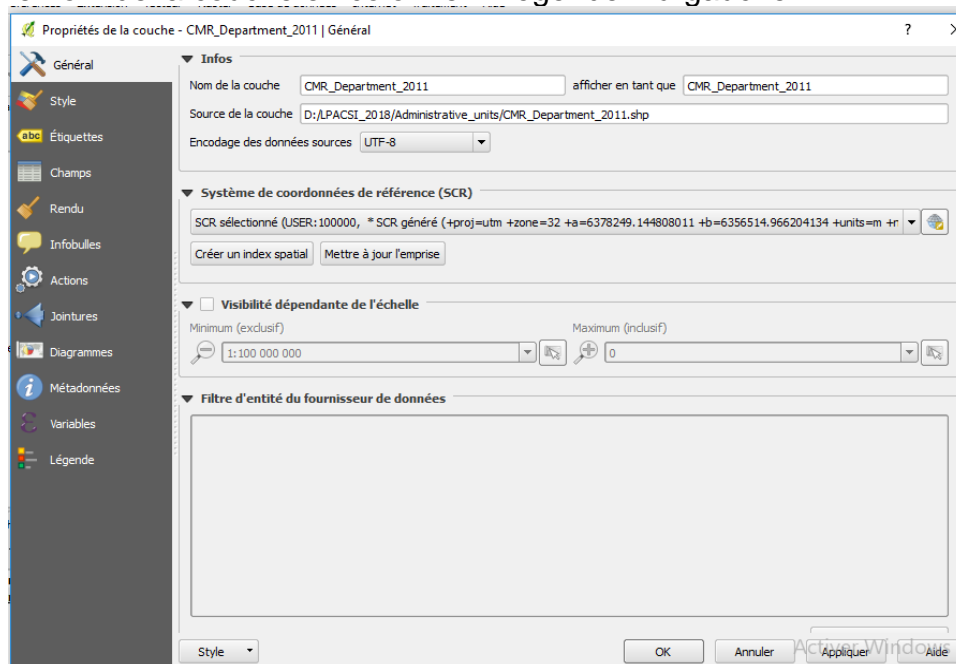 Propriétés de la couche - CMR_Department_2011 | Général
?
Général
Style
abc Étiquettes
Champs
Rendu
Infobulles
Actions
Jointures
Diagrammes
Métadonnées
Variables
Légende
Infos
Nom de la couche CMR_Department_2011 afficher en tant que CMR_Department_2011
Source de la couche D:/LPACSI_2018/Administrative_units/CMR_Department_2011.shp
Encodage des données sources UTF-8
Système de coordonnées de référence (SCR)
SCR sélectionné (USER:100000, * SCR généré (+proj=utm +zone=32 +a=6378249.144808011 +b=6356514.966204134 +units=m +r
Créer un index spatial Mettre à jour l'emprise
Visibilité dépendante de l'échelle
Minimum (exclusif) Maximum (inclusif)
1:100 000 000 0
Filtre d'entité du fournisseur de données
Style OK Annuler Appliquer Aide
Activer Windows